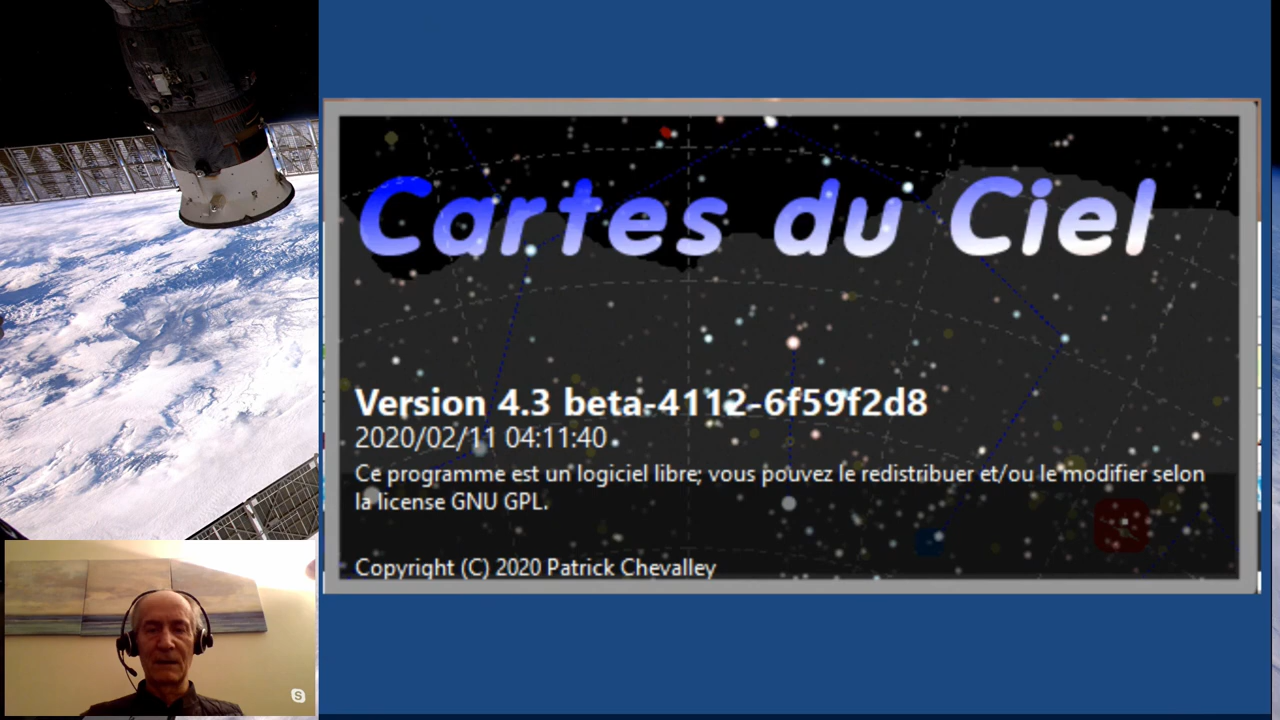 Cartes du Ciel
Version 4.3 beta-4112-6f59f2d8
2020/02/11 04:11:40
Ce programme est un logiciel libre; vous pouvez le redistribuer et/ou le modifier selon
la license GNU GPL.
Copyright (C) 2020 Patrick Chevalley